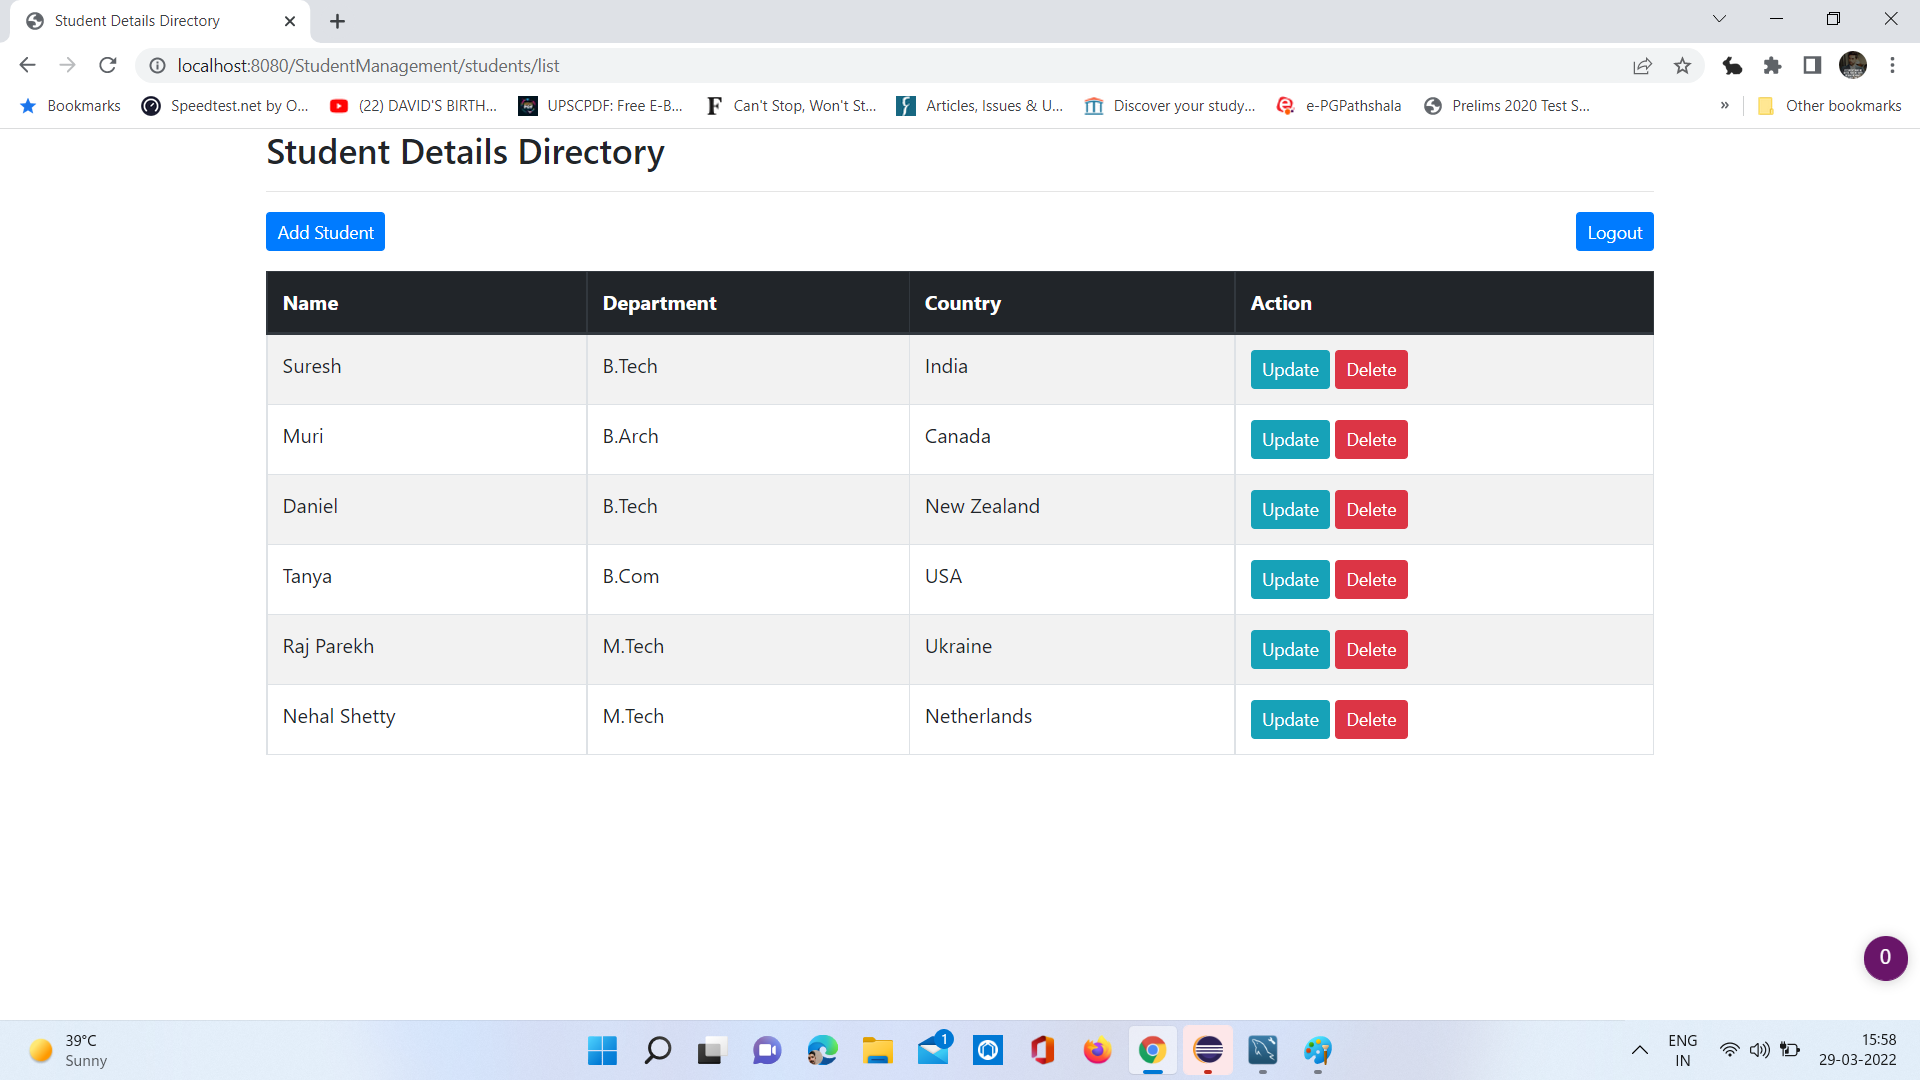 Student Details Directory
localhost:8080/StudentManagement/students/list
Bookmarks Speedtest.net by O... (22) DAVID'S BIRTH... UPSCPDF: Free E-B... Can't Stop, Won't St... Articles, Issues & U... Discover your study... e-PGPathshala Prelims 2020 Test S... » Other bookmarks
Student Details Directory
Add Student Logout
Name Department Country Action
Suresh B.Tech India Update Delete
Muri B.Arch Canada Update Delete
Daniel B.Tech New Zealand Update Delete
Tanya B.Com USA Update Delete
Raj Parekh M.Tech Ukraine Update Delete
Nehal Shetty M.Tech Netherlands Update Delete
0
39°C
Sunny
1
ENG
IN
15:58
29-03-2022